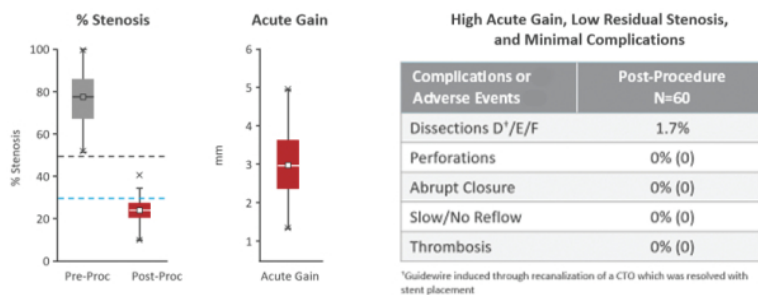 % Stenosis
100
80
60
40
20
0
% Stenosis
Pre-Proc Post-Proc
Acute Gain
6
5
4
3
2
1
mm
Acute Gain
High Acute Gain, Low Residual Stenosis,
and Minimal Complications
Complications or Adverse Events
Post-Procedure N=60
Dissections D†/E/F 1.7%
Perforations 0% (0)
Abrupt Closure 0% (0)
Slow/No Reflow 0% (0)
Thrombosis 0% (0)
†Guidewire induced through recanalization of a CTO which was resolved with
stent placement